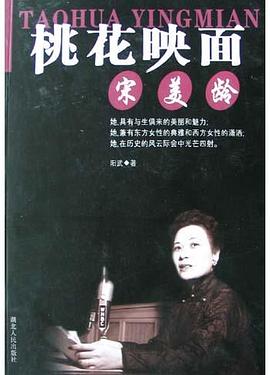 TAOHUA YINGMIAN
桃花映面
宋美龄
她,具有与生俱来的美丽和魅力;
她,兼有东方女性的典雅和西方女性的潇洒;
她,在历史的风云际会中光芒四射。
阳武◆著
WNBC
湖北人民出版社